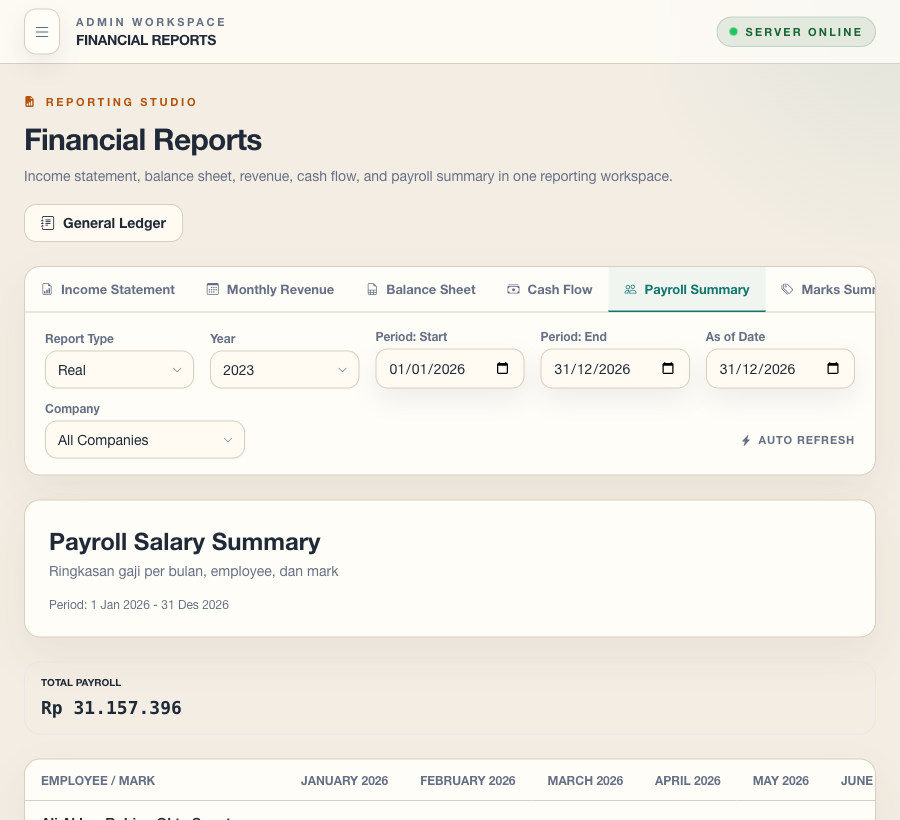 ADMIN WORKSPACE
FINANCIAL REPORTS
SERVER ONLINE
REPORTING STUDIO
Financial Reports
Income statement, balance sheet, revenue, cash flow, and payroll summary in one reporting workspace.
General Ledger
Income Statement Monthly Revenue Balance Sheet Cash Flow Payroll Summary Marks
Report Type Year Period: Start Period: End As of Date
Real 2023 01/01/2026 31/12/2026 31/12/2026
Company
All Companies
AUTO REFRESH
Payroll Salary Summary
Ringkasan gaji per bulan, employee, dan mark
Period: 1 Jan 2026 - 31 Des 2026
TOTAL PAYROLL
Rp 31.157.396
EMPLOYEE / MARK JANUARY 2026 FEBRUARY 2026 MARCH 2026 APRIL 2026 MAY 2026 JUNE